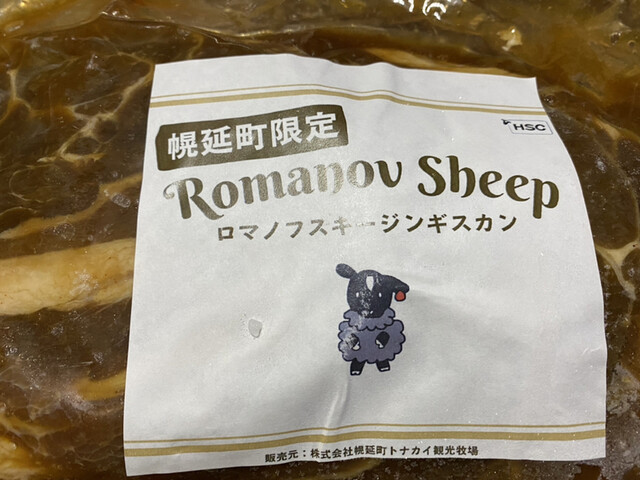 幌延町限定
HSC
Romanov Sheep
ロマノフスキージンギスカン
販売元：株式会社幌延町トナカイ観光牧場